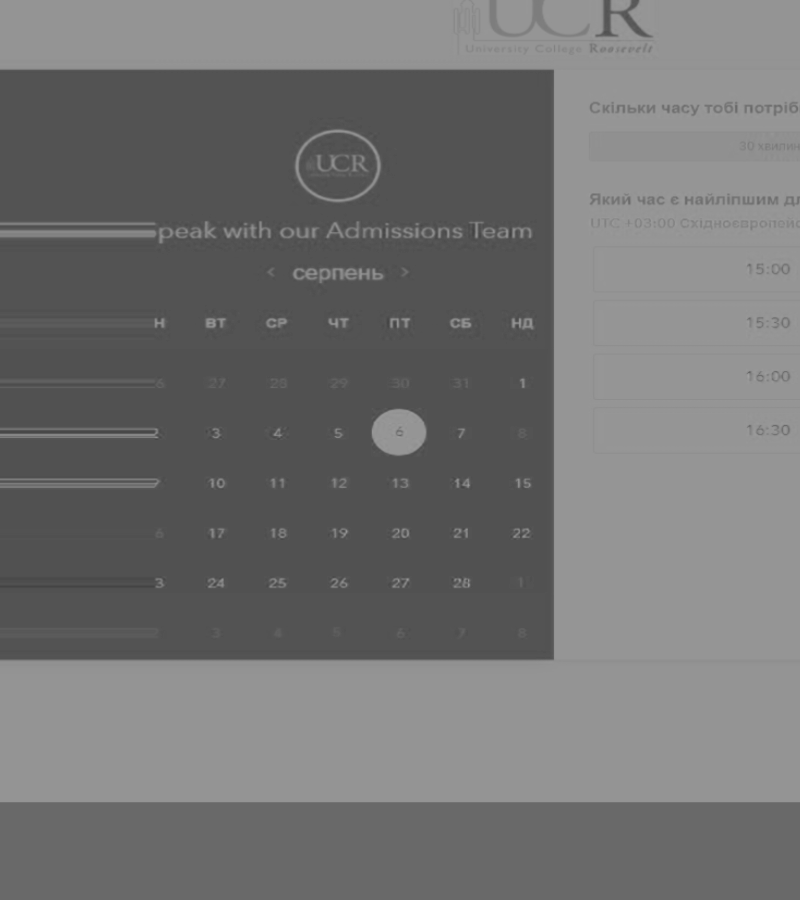 UCR
University College Roosevelt
UCR
peak with our Admissions Team
‹ серпень ›
Н ВТ СР ЧТ ПТ СБ НД
6 27 28 29 30 31 1
2 3 4 5 6 7 8
10 11 12 13 14 15
6 17 18 19 20 21 22
3 24 25 26 27 28 1
3 4 5 6 7 8
Скільки часу тобі потріб
30 хвилин
Який час є найліпшим дл
UTC +03:00 Східноєвропейс
15:00
15:30
16:00
16:30